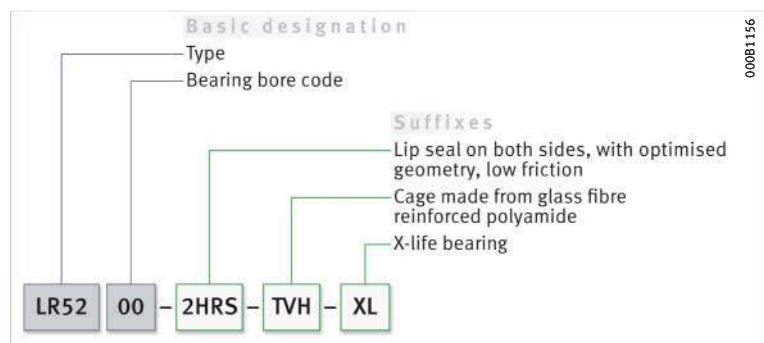 Basic designation
Type
Bearing bore code
Suffixes
Lip seal on both sides, with optimised
geometry, low friction
Cage made from glass fibre
reinforced polyamide
X-life bearing
LR52 00 – 2HRS – TVH – XL
000B1156